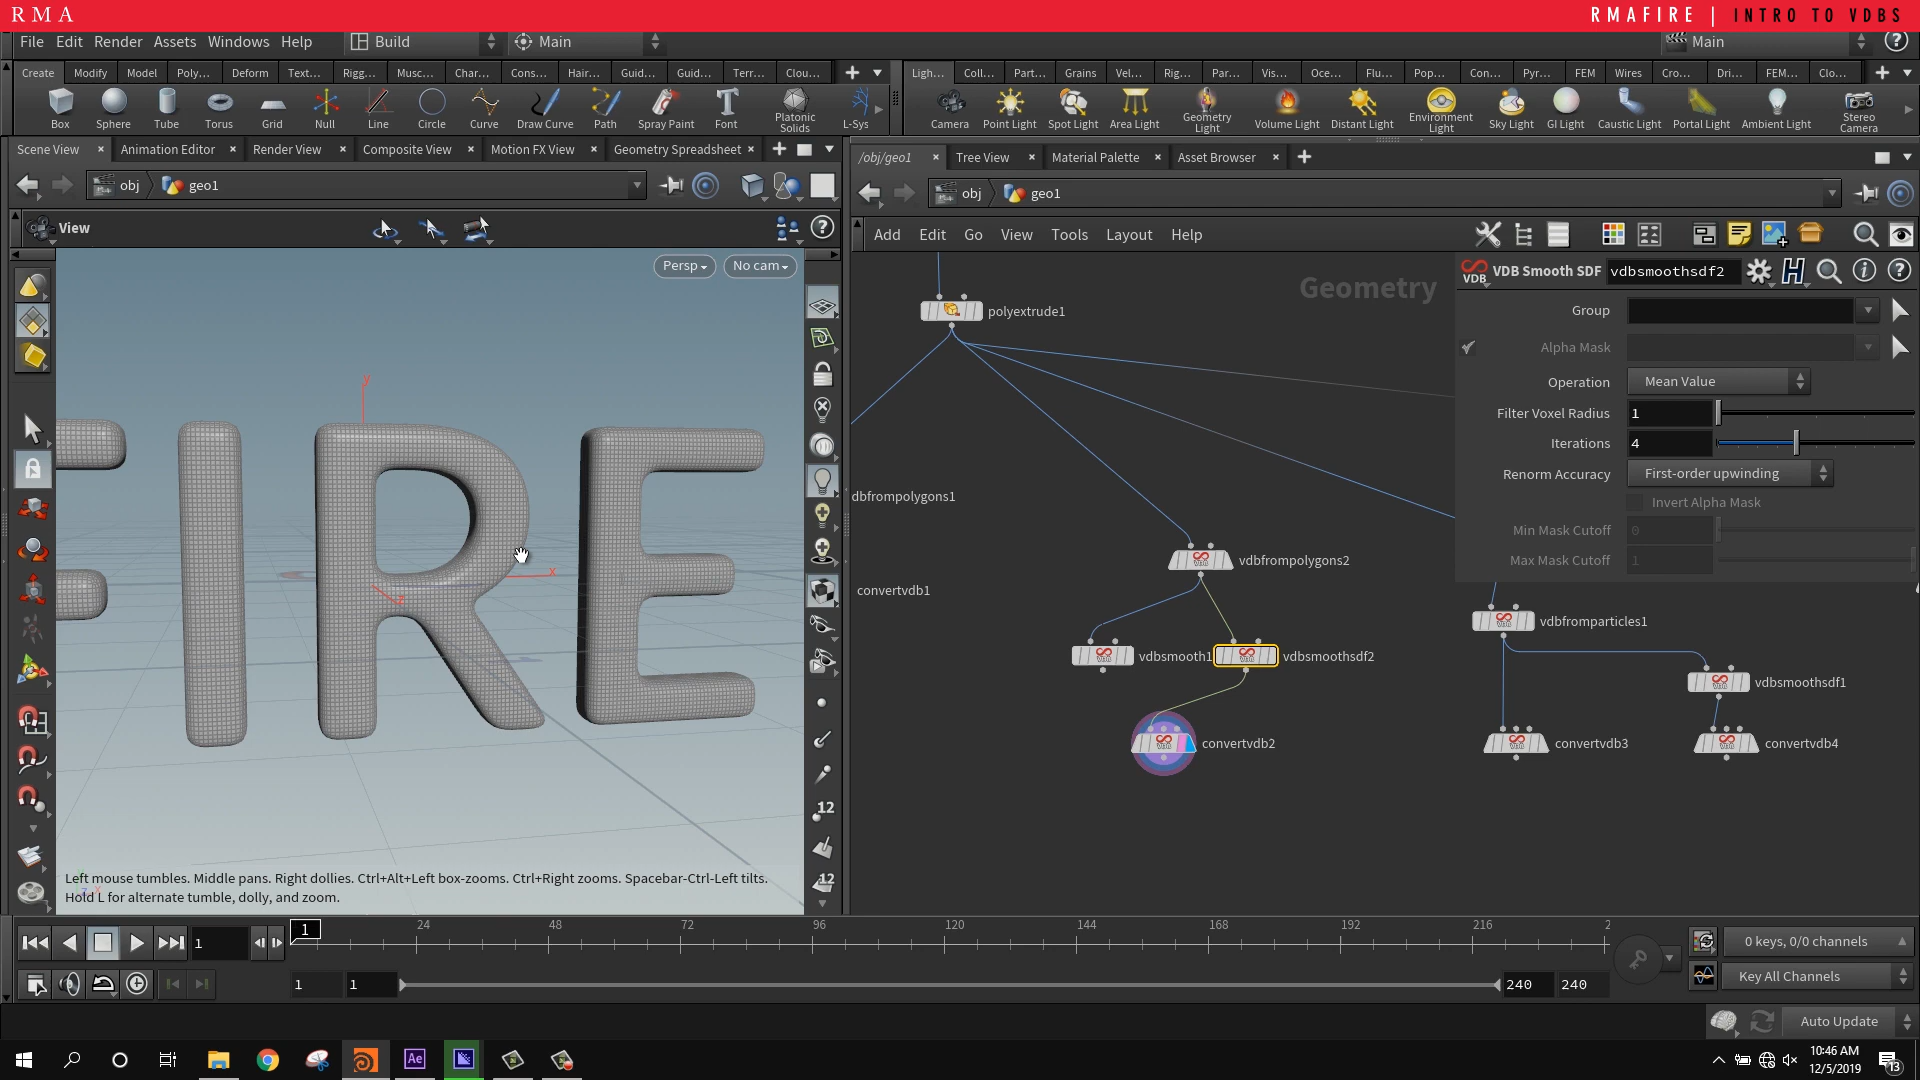 RMA
RMAFIRE | INTRO TO VDBS
File Edit Render Assets Windows Help Build Main Main
Create Modify Model Poly... Deform Text... Rigg... Musc... Char... Cons... Hair... Guid... Guid... Terr... Clou...
Ligh... Coll... Part... Grains Vel... Rig... Par... Vis... Oce... Flu... Pop... Con... Pyr... FEM Wires Cro... Dri... FEM... Clo...
Box Sphere Tube Torus Grid Null Line Circle Curve Draw Curve Path Spray Paint Font Platonic Solids L-Sys
Camera Point Light Spot Light Area Light Geometry Light Volume Light Distant Light Environment Light Sky Light GI Light Caustic Light Portal Light Ambient Light Stereo Camera
Scene View Animation Editor Render View Composite View Motion FX View Geometry Spreadsheet
/obj/geo1 Tree View Material Palette Asset Browser
obj geo1
obj geo1
View
Add Edit Go View Tools Layout Help
Persp No cam
Geometry
VDB VDB Smooth SDF vdbsmoothsdf2
Group
Alpha Mask
Operation Mean Value
Filter Voxel Radius 1
Iterations 4
Renorm Accuracy First-order upwinding
Invert Alpha Mask
Min Mask Cutoff 0
Max Mask Cutoff 1
polyextrude1
dbfrompolygons1
vdbfrompolygons2
convertvdb1
vdbfromparticles1
vdbsmooth1
vdbsmoothsdf2
vdbsmoothsdf1
convertvdb2
convertvdb3
convertvdb4
IRE
y
x
z
12
12
Left mouse tumbles. Middle pans. Right dollies. Ctrl+Alt+Left box-zooms. Ctrl+Right zooms. Spacebar-Ctrl-Left tilts.
Hold L for alternate tumble, dolly, and zoom.
1 1 24 48 72 96 120 144 168 192 216 2
0 keys, 0/0 channels
1 1 240 240
Key All Channels
Auto Update
Ae
10:46 AM
12/5/2019
13